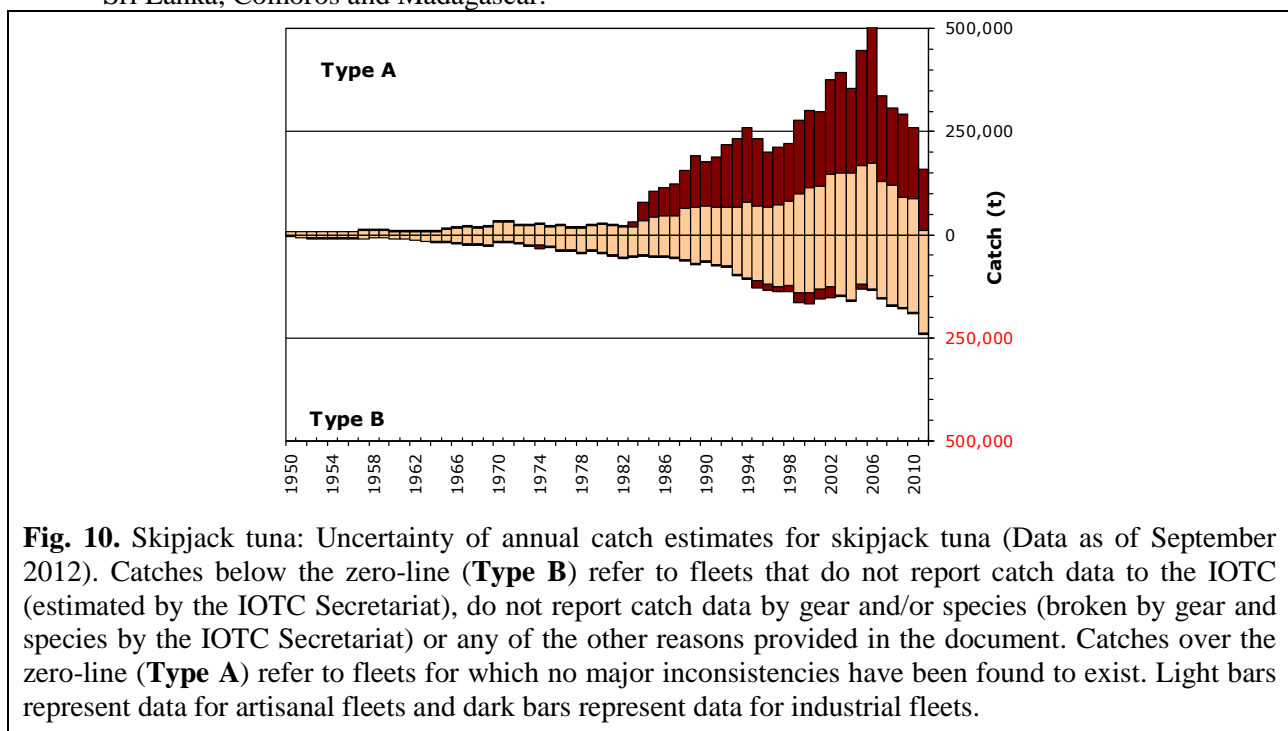 Sri Lanka, Comoros and Madagascar.
500,000
Type A
250,000
0
Catch (t)
250,000
Type B
500,000
1950 1954 1958 1962 1966 1970 1974 1978 1982 1986 1990 1994 1998 2002 2006 2010
Fig. 10. Skipjack tuna: Uncertainty of annual catch estimates for skipjack tuna (Data as of September
2012). Catches below the zero-line (Type B) refer to fleets that do not report catch data to the IOTC
(estimated by the IOTC Secretariat), do not report catch data by gear and/or species (broken by gear and
species by the IOTC Secretariat) or any of the other reasons provided in the document. Catches over the
zero-line (Type A) refer to fleets for which no major inconsistencies have been found to exist. Light bars
represent data for artisanal fleets and dark bars represent data for industrial fleets.